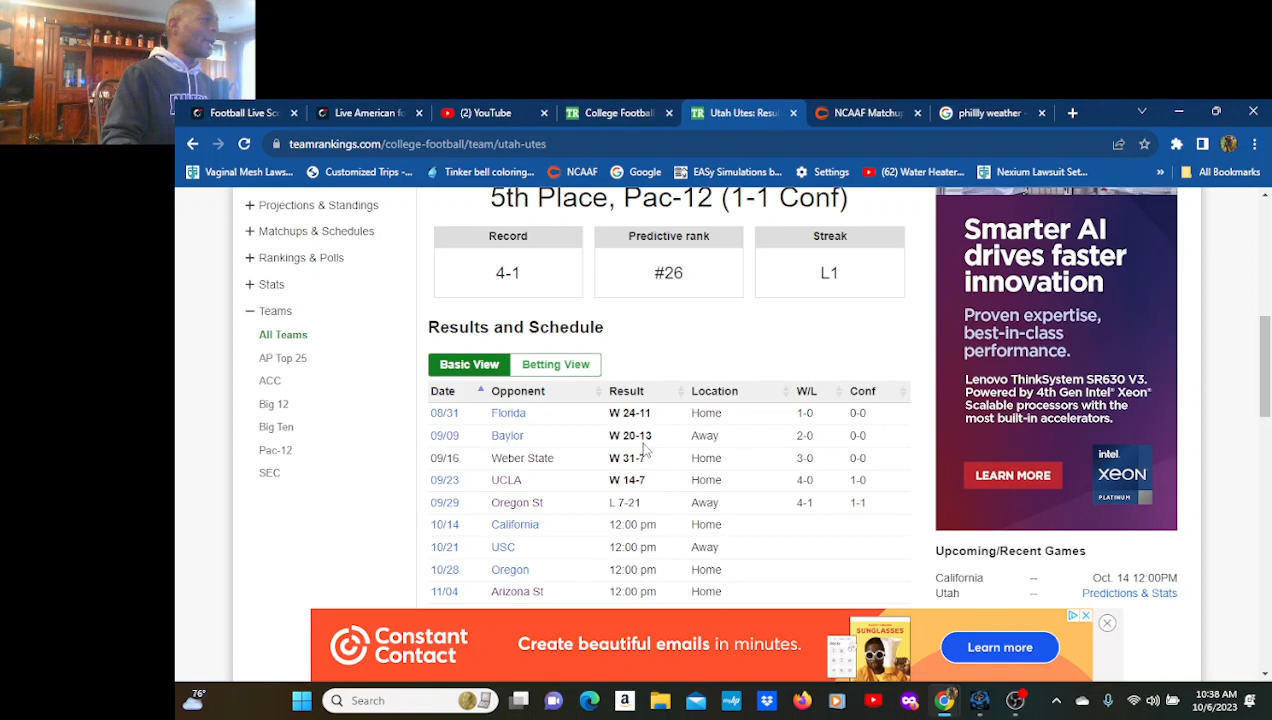 Football Live Sc
Live American fo
(2) YouTube
College Football
Utah Utes: Resu
NCAAF Matchup
phillly weather
teamrankings.com/college-football/team/utah-utes
Vaginal Mesh Laws...
Customized Trips -...
Tinker bell coloring...
NCAAF
Google
EASy Simulations b...
Settings
(62) Water Heater...
Nexium Lawsuit Set...
»
All Bookmarks
+ Projections & Standings
+ Matchups & Schedules
+ Rankings & Polls
+ Stats
— Teams
All Teams
AP Top 25
ACC
Big 12
Big Ten
Pac-12
SEC
5th Place, Pac-12 (1-1 Conf)
Record Predictive rank Streak
4-1 #26 L1
Results and Schedule
Basic View Betting View
Date Opponent Result Location W/L Conf
08/31 Florida W 24-11 Home 1-0 0-0
09/09 Baylor W 20-13 Away 2-0 0-0
09/16 Weber State W 31-7 Home 3-0 0-0
09/23 UCLA W 14-7 Home 4-0 1-0
09/29 Oregon St L 7-21 Away 4-1 1-1
10/14 California 12:00 pm Home
10/21 USC 12:00 pm Away
10/28 Oregon 12:00 pm Home
11/04 Arizona St 12:00 pm Home
Smarter AI
drives faster
innovation
Proven expertise,
best-in-class
performance.
Lenovo ThinkSystem SR630 V3.
Powered by 4th Gen Intel® Xeon®
Scalable processors with the
most built-in accelerators.
LEARN MORE
intel.
XEON
PLATINUM
Upcoming/Recent Games
California -- Oct. 14 12:00PM
Utah -- Predictions & Stats
Constant
Contact
Create beautiful emails in minutes.
SUNGLASSES
Learn more
76°
Search
10:38 AM
10/6/2023